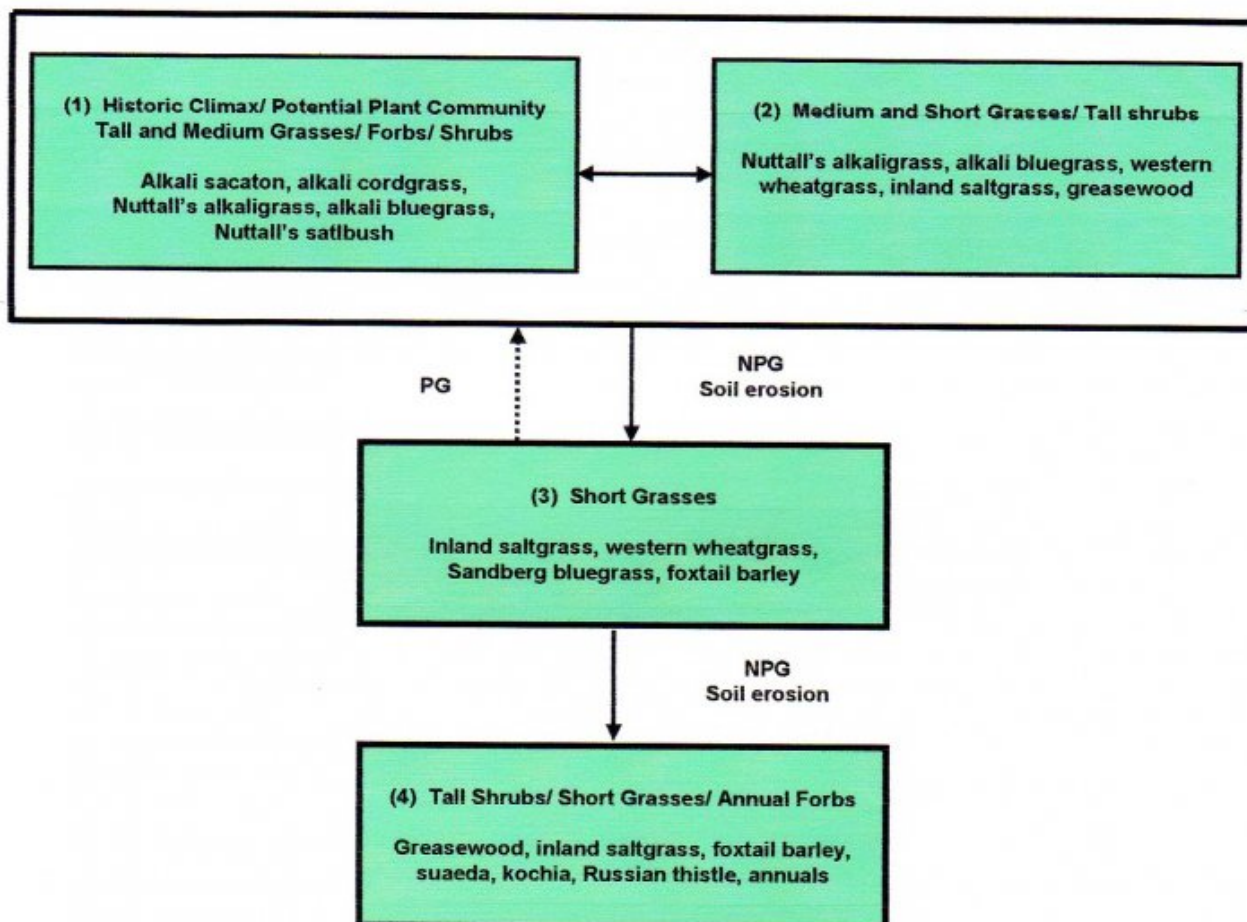 (1) Historic Climax/ Potential Plant Community
Tall and Medium Grasses/ Forbs/ Shrubs
Alkali sacaton, alkali cordgrass,
Nuttall's alkaligrass, alkali bluegrass,
Nuttall's satlbush
(2) Medium and Short Grasses/ Tall shrubs
Nuttall's alkaligrass, alkali bluegrass, western
wheatgrass, inland saltgrass, greasewood
PG
NPG
Soil erosion
(3) Short Grasses
Inland saltgrass, western wheatgrass,
Sandberg bluegrass, foxtail barley
NPG
Soil erosion
(4) Tall Shrubs/ Short Grasses/ Annual Forbs
Greasewood, inland saltgrass, foxtail barley,
suaeda, kochia, Russian thistle, annuals